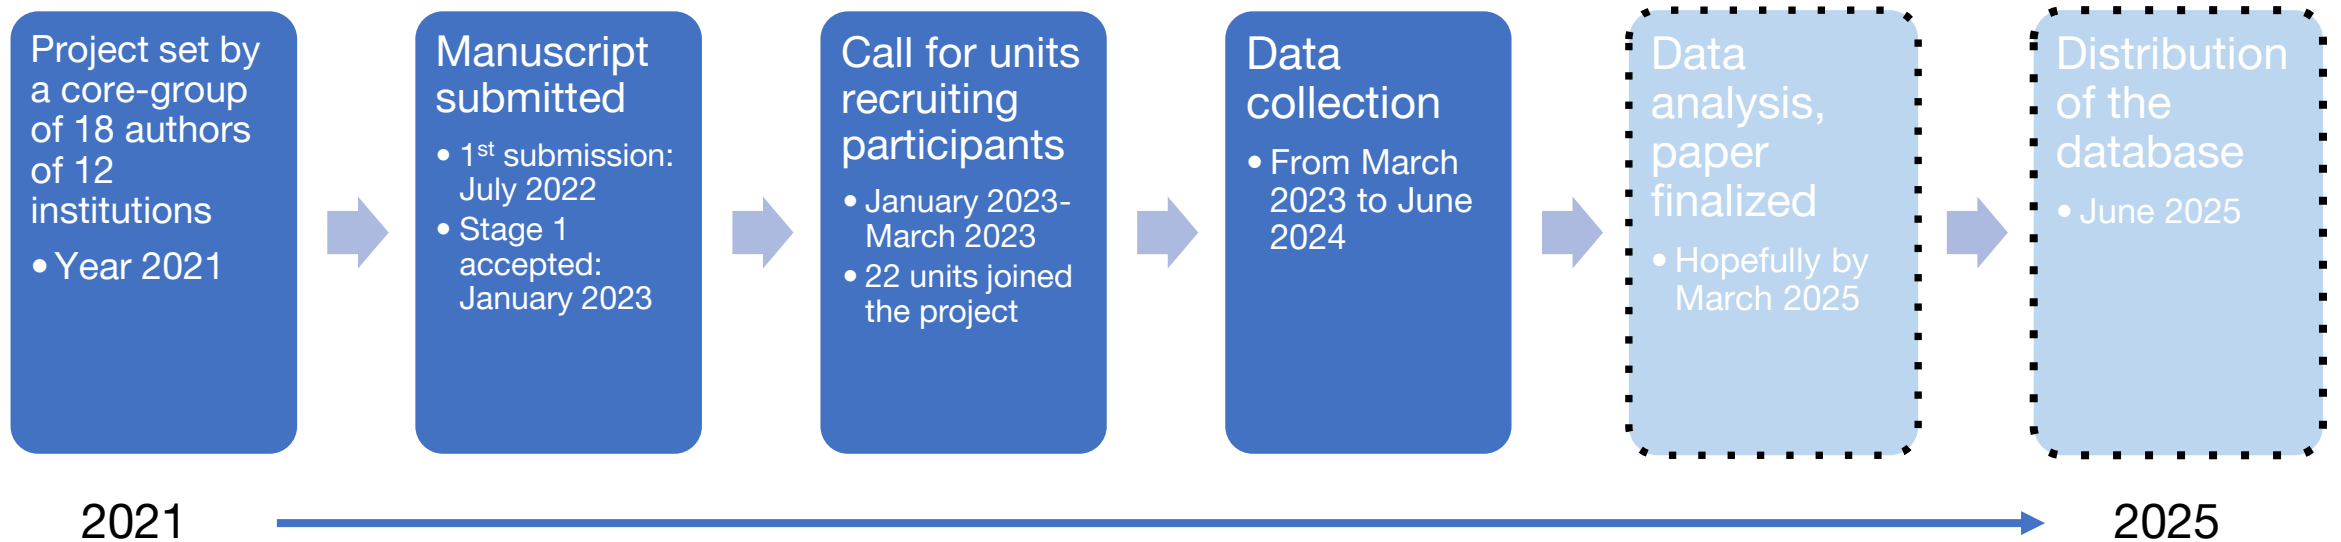 Project set by
a core-group
of 18 authors
of 12
institutions
• Year 2021
Manuscript
submitted
• 1st submission:
July 2022
• Stage 1
accepted:
January 2023
Call for units
recruiting
participants
• January 2023-
March 2023
• 22 units joined
the project
Data
collection
• From March
2023 to June
2024
Data
analysis,
paper
finalized
• Hopefully by
March 2025
Distribution
of the
database
• June 2025
2021
2025